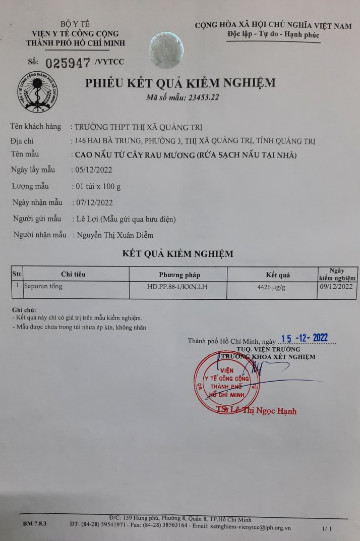 BỘ Y TẾ
VIỆN Y TẾ CÔNG CỘNG
THÀNH PHỐ HỒ CHÍ MINH
Số: 025947 /VYTCC
CỘNG HÒA XÃ HỘI CHỦ NGHĨA VIỆT NAM
Độc lập - Tự do - Hạnh phúc
PHIẾU KẾT QUẢ KIỂM NGHIỆM
Mã số mẫu: 23453.22
Tên khách hàng : TRƯỜNG THPT THỊ XÃ QUẢNG TRỊ
Địa chỉ : 146 HAI BÀ TRƯNG, PHƯỜNG 3, THỊ XÃ QUẢNG TRỊ, TỈNH QUẢNG TRỊ
Tên mẫu : CAO NẤU TỪ CÂY RAU MƯƠNG (RỬA SẠCH NẤU TẠI NHÀ)
Ngày lấy mẫu : 05/12/2022
Lượng mẫu : 01 túi x 100 g
Ngày nhận mẫu : 07/12/2022
Người gửi mẫu : Lê Lợi (Mẫu gửi qua bưu điện)
Người nhận mẫu : Nguyễn Thị Xuân Diễm
KẾT QUẢ KIỂM NGHIỆM
Stt Chỉ tiêu Phương pháp Kết quả Ngày kiểm nghiệm
1 Saponin tổng HD.PP.88-1/KXN.LH 09/12/2022
Ghi chú:
- Kết quả này chỉ có giá trị trên mẫu kiểm nghiệm.
- Mẫu được chứa trong túi nhựa ép kín, không nhãn
Thành phố Hồ Chí Minh, ngày 15 -12- 2022
TUQ. VIỆN TRƯỞNG
TRƯỞNG KHOA XÉT NGHIỆM
VIỆN
Y TẾ CÔNG CỘNG
THÀNH PHỐ
HỒ CHÍ MINH
TS. Lê Thị Ngọc Hạnh
Đ/C: 159 Hưng phú, Phường 8, Quận 8, TP.Hồ Chí Minh
BM 7.8.3 ĐT: (84-28) 39541971 - Fax: (84-28) 38563164 - Email: xetnghiem-vienytcc@iph.org.vn 1/ 1